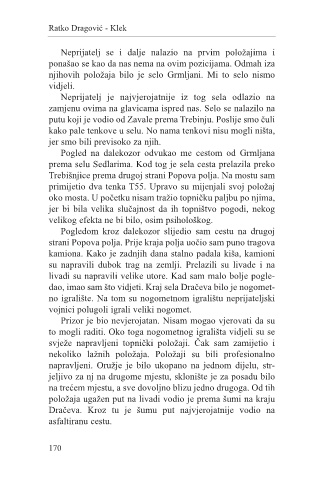 Ratko Dragović - Klek
Neprijatelj se i dalje nalazio na prvim položajima i
ponašao se kao da nas nema na ovim pozicijama. Odmah iza
njihovih položaja bilo je selo Grmljani. Mi to selo nismo
vidjeli.
Neprijatelj je najvjerojatnije iz tog sela odlazio na
zamjenu ovima na glavicama ispred nas. Selo se nalazilo na
putu koji je vodio od Zavale prema Trebinju. Poslije smo čuli
kako pale tenkove u selu. No nama tenkovi nisu mogli ništa,
jer smo bili previsoko za njih.
Pogled na dalekozor odvukao me cestom od Grmljana
prema selu Sedlarima. Kod tog je sela cesta prelazila preko
Trebišnjice prema drugoj strani Popova polja. Na mostu sam
primijetio dva tenka T55. Upravo su mijenjali svoj položaj
oko mosta. U početku nisam tražio topničku paljbu po njima,
jer bi bila velika slučajnost da ih topništvo pogodi, nekog
velikog efekta ne bi bilo, osim psihološkog.
Pogledom kroz dalekozor slijedio sam cestu na drugoj
strani Popova polja. Prije kraja polja uočio sam puno tragova
kamiona. Kako je zadnjih dana stalno padala kiša, kamioni
su napravili dubok trag na zemlji. Prelazili su livade i na
livadi su napravili velike utore. Kad sam malo bolje pogle-
dao, imao sam što vidjeti. Kraj sela Dračeva bilo je nogomet-
no igralište. Na tom su nogometnom igralištu neprijateljski
vojnici polugoli igrali veliki nogomet.
Prizor je bio nevjerojatan. Nisam mogao vjerovati da su
to mogli raditi. Oko toga nogometnog igrališta vidjeli su se
svježe napravljeni topnički položaji. Čak sam zamijetio i
nekoliko lažnih položaja. Položaji su bili profesionalno
napravljeni. Oružje je bilo ukopano na jednom dijelu, str-
jeljivo za nj na drugome mjestu, sklonište je za posadu bilo
na trećem mjestu, a sve dovoljno blizu jedno drugoga. Od tih
položaja ugažen put na livadi vodio je prema šumi na kraju
Dračeva. Kroz tu je šumu put najvjerojatnije vodio na
asfaltiranu cestu.
170